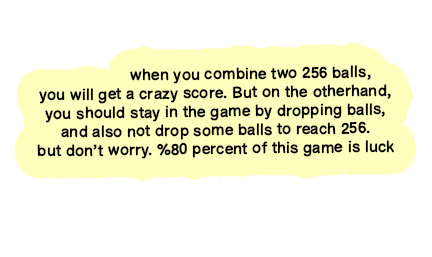 when you combine two 256 balls,
you will get a crazy score. But on the otherhand,
you should stay in the game by dropping balls,
and also not drop some balls to reach 256.
but don't worry. %80 percent of this game is luck